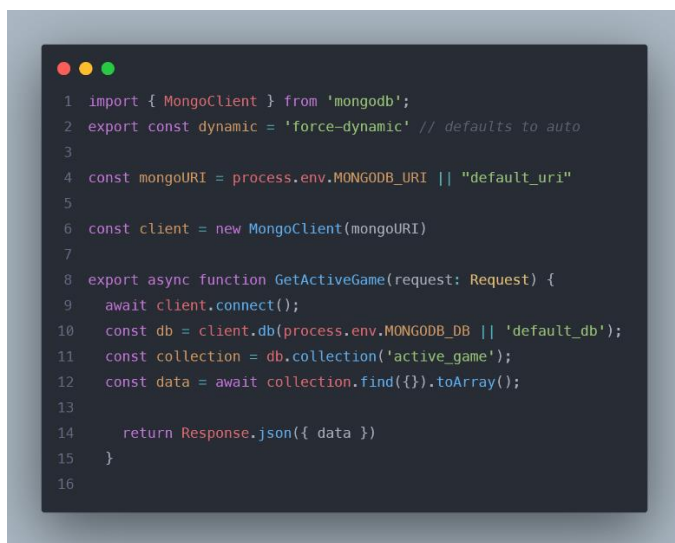 1 import { MongoClient } from 'mongodb';
2 export const dynamic = 'force-dynamic' // defaults to auto
3
4 const mongoURI = process.env.MONGODB_URI || "default_uri"
5
6 const client = new MongoClient(mongoURI)
7
8 export async function GetActiveGame(request: Request) {
9   await client.connect();
10   const db = client.db(process.env.MONGODB_DB || 'default_db');
11   const collection = db.collection('active_game');
12   const data = await collection.find({}).toArray();
13
14     return Response.json({ data })
15   }
16